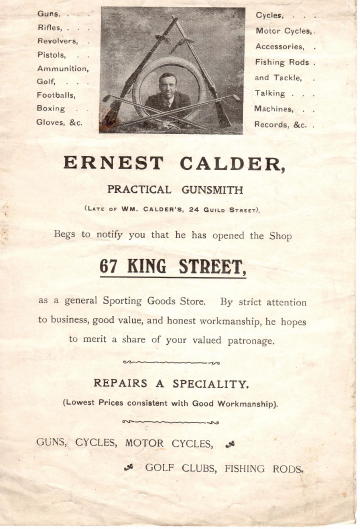 Guns, . . .
Rifles, . . .
Revolvers, .
Pistols, . .
Ammunition,
Golf, . . .
Footballs, .
Boxing . .
Gloves, &c.
Cycles, . . .
Motor Cycles, .
Accessories, .
Fishing Rods .
and Tackle, .
Talking . . .
Machines, . .
Records, &c. .
ERNEST CALDER,
PRACTICAL GUNSMITH
(LATE OF WM. CALDER'S, 24 GUILD STREET),
Begs to notify you that he has opened the Shop
67 KING STREET,
as a general Sporting Goods Store. By strict attention
to business, good value, and honest workmanship, he hopes
to merit a share of your valued patronage.
REPAIRS A SPECIALITY.
(Lowest Prices consistent with Good Workmanship).
GUNS, CYCLES, MOTOR CYCLES,
GOLF CLUBS, FISHING RODS.